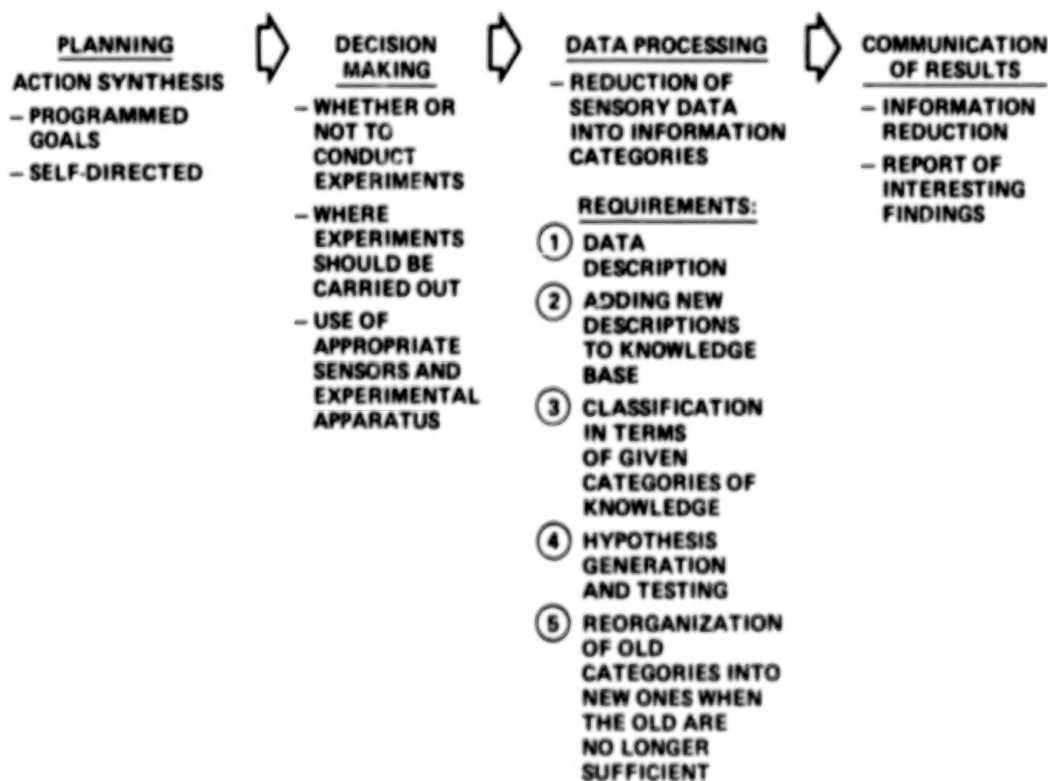 PLANNING
ACTION SYNTHESIS
– PROGRAMMED
GOALS
– SELF-DIRECTED
DECISION
MAKING
– WHETHER OR
NOT TO
CONDUCT
EXPERIMENTS
– WHERE
EXPERIMENTS
SHOULD BE
CARRIED OUT
– USE OF
APPROPRIATE
SENSORS AND
EXPERIMENTAL
APPARATUS
DATA PROCESSING
– REDUCTION OF
SENSORY DATA
INTO INFORMATION
CATEGORIES
REQUIREMENTS:
1 DATA
DESCRIPTION
2 ADDING NEW
DESCRIPTIONS
TO KNOWLEDGE
BASE
3 CLASSIFICATION
IN TERMS
OF GIVEN
CATEGORIES OF
KNOWLEDGE
4 HYPOTHESIS
GENERATION
AND TESTING
5 REORGANIZATION
OF OLD
CATEGORIES INTO
NEW ONES WHEN
THE OLD ARE
NO LONGER
SUFFICIENT
COMMUNICATION
OF RESULTS
– INFORMATION
REDUCTION
– REPORT OF
INTERESTING
FINDINGS